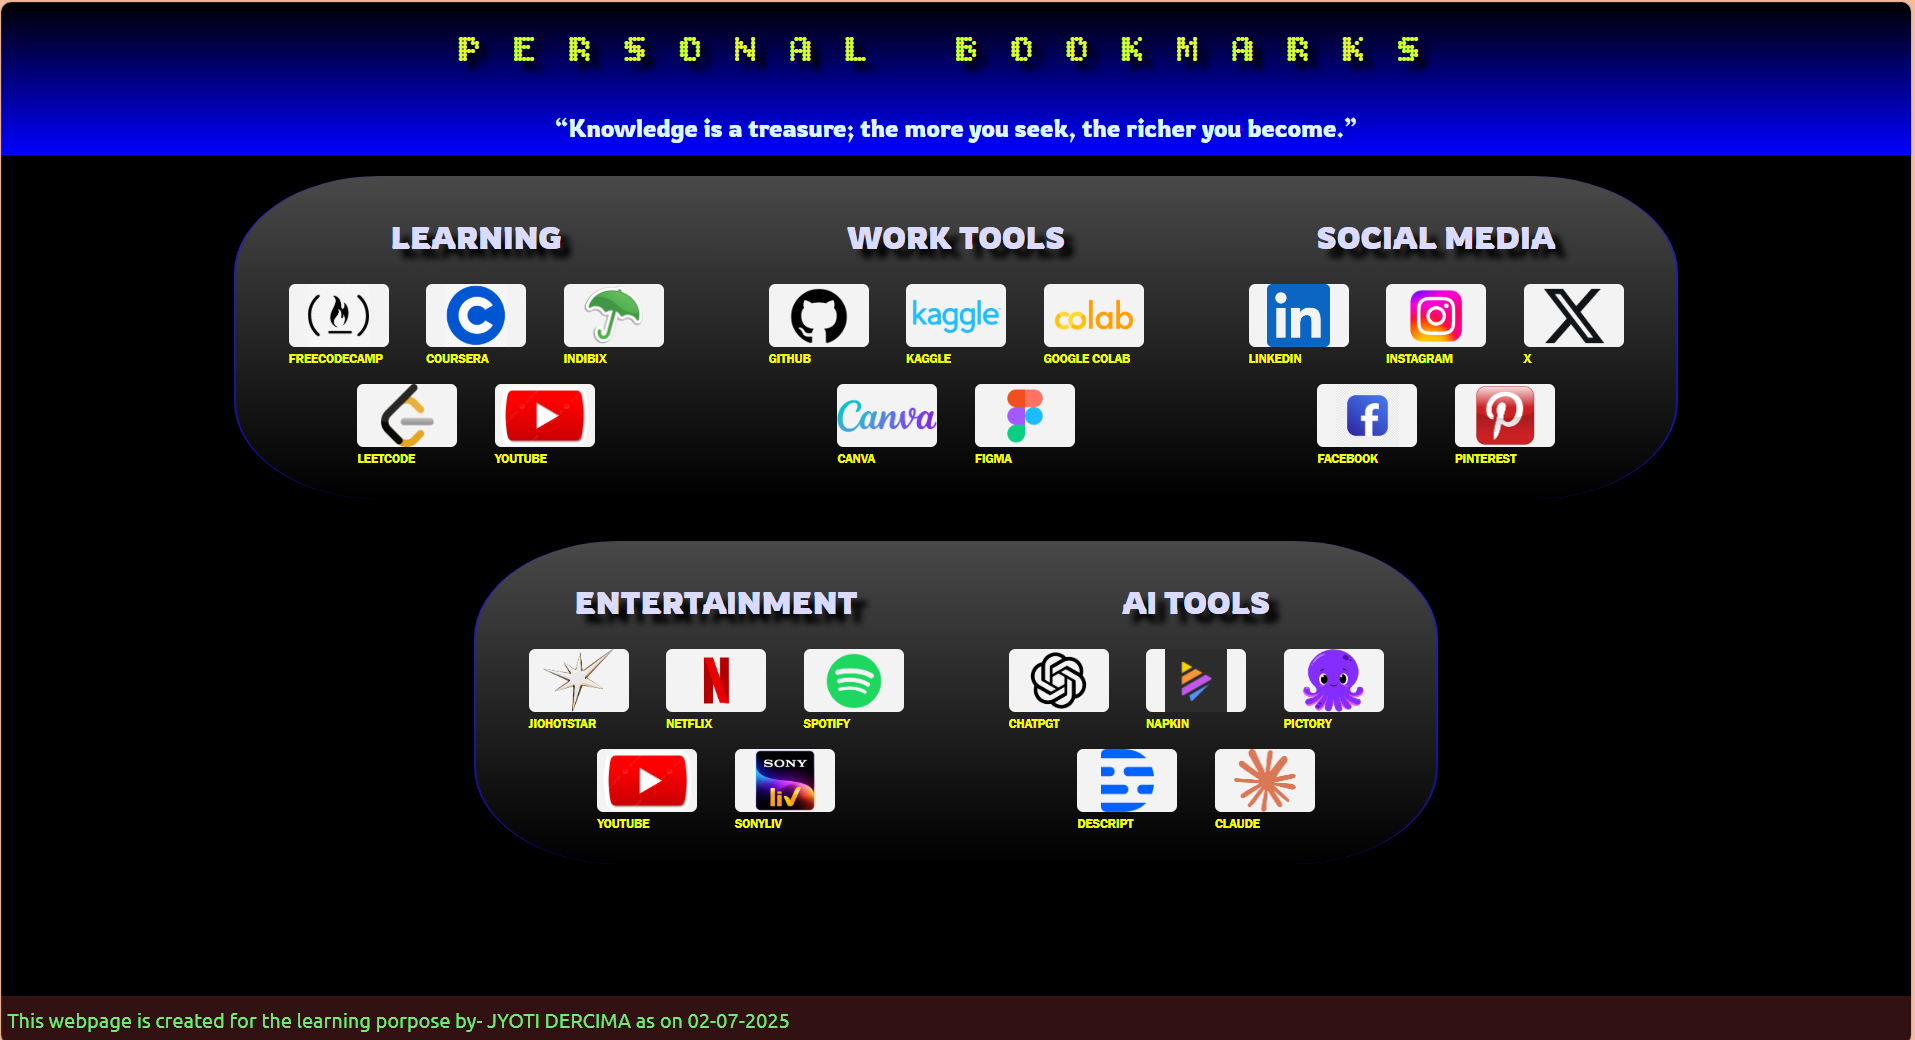 PERSONAL BOOKMARKS
“Knowledge is a treasure; the more you seek, the richer you become.”
LEARNING
WORK TOOLS
SOCIAL MEDIA
kaggle
colab
in
X
FREECODECAMP
COURSERA
INDIBIX
GITHUB
KAGGLE
GOOGLE COLAB
LINKEDIN
INSTAGRAM
X
Canva
f
LEETCODE
YOUTUBE
CANVA
FIGMA
FACEBOOK
PINTEREST
ENTERTAINMENT
AI TOOLS
N
JIOHOTSTAR
NETFLIX
SPOTIFY
CHATPGT
NAPKIN
PICTORY
SONY
liv
YOUTUBE
SONYLIV
DESCRIPT
CLAUDE
This webpage is created for the learning porpose by- JYOTI DERCIMA as on 02-07-2025